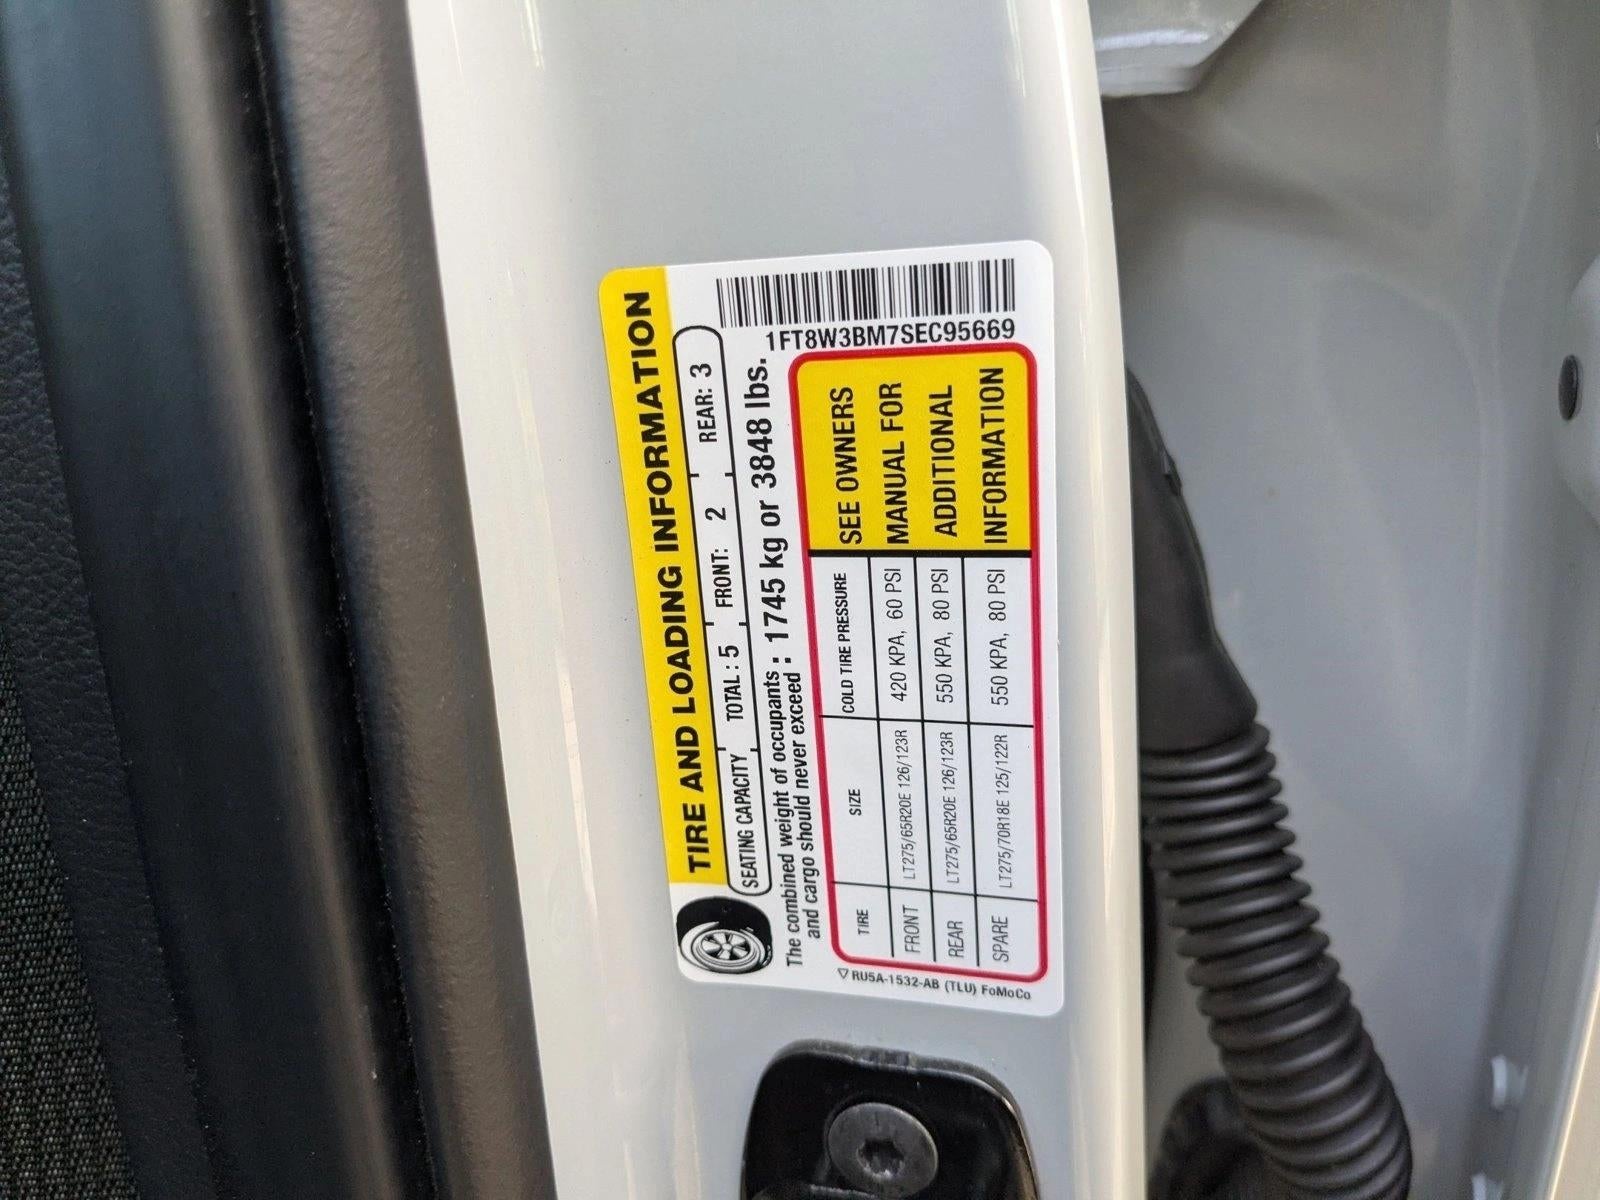 TIRE AND LOADING INFORMATION
SEATING CAPACITY TOTAL : 5 FRONT: 2 REAR: 3
The combined weight of occupants and cargo should never exceed : 1745 kg or 3848 lbs.
TIRE SIZE COLD TIRE PRESSURE
FRONT LT275/65R20E 126/123R 420 KPA, 60 PSI
REAR LT275/65R20E 126/123R 550 KPA, 80 PSI
SPARE LT275/70R18E 125/122R 550 KPA, 80 PSI
SEE OWNERS
MANUAL FOR
ADDITIONAL
INFORMATION
▽ RU5A-1532-AB (TLU) FoMoCo
1FT8W3BM7SEC95669